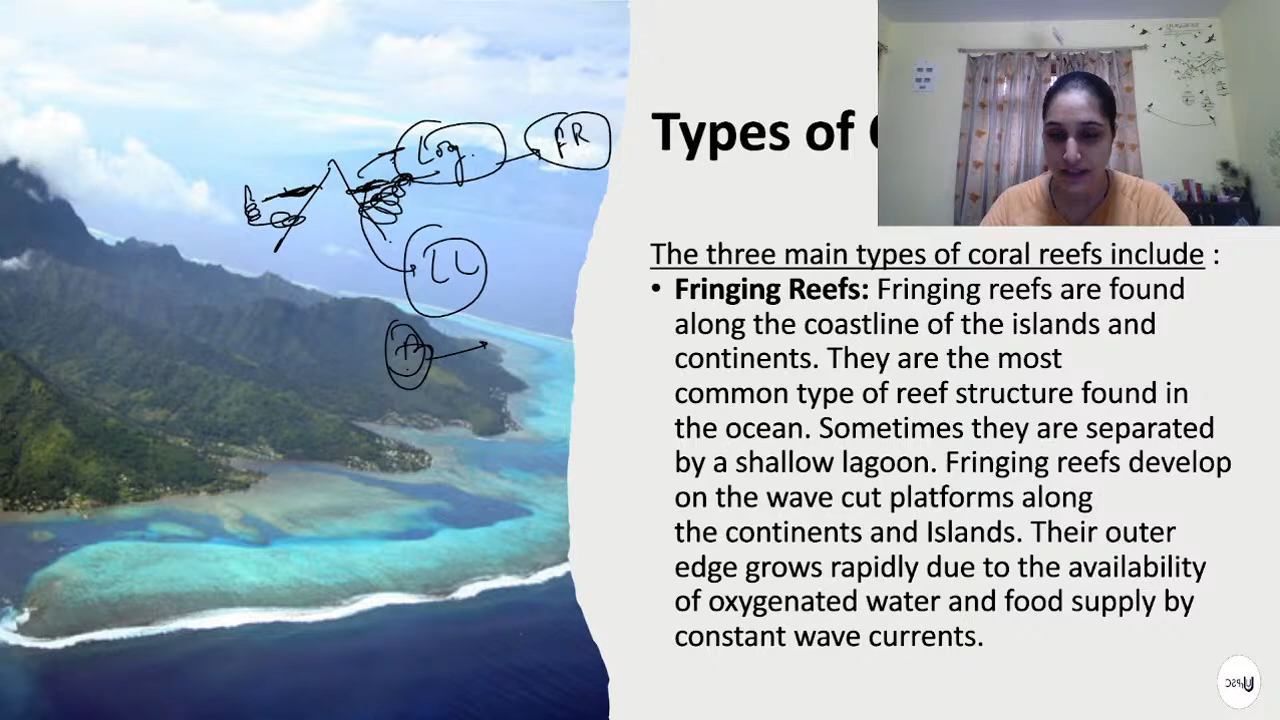 Types of
The three main types of coral reefs include :
• Fringing Reefs: Fringing reefs are found
along the coastline of the islands and
continents. They are the most
common type of reef structure found in
the ocean. Sometimes they are separated
by a shallow lagoon. Fringing reefs develop
on the wave cut platforms along
the continents and Islands. Their outer
edge grows rapidly due to the availability
of oxygenated water and food supply by
constant wave currents.
FR